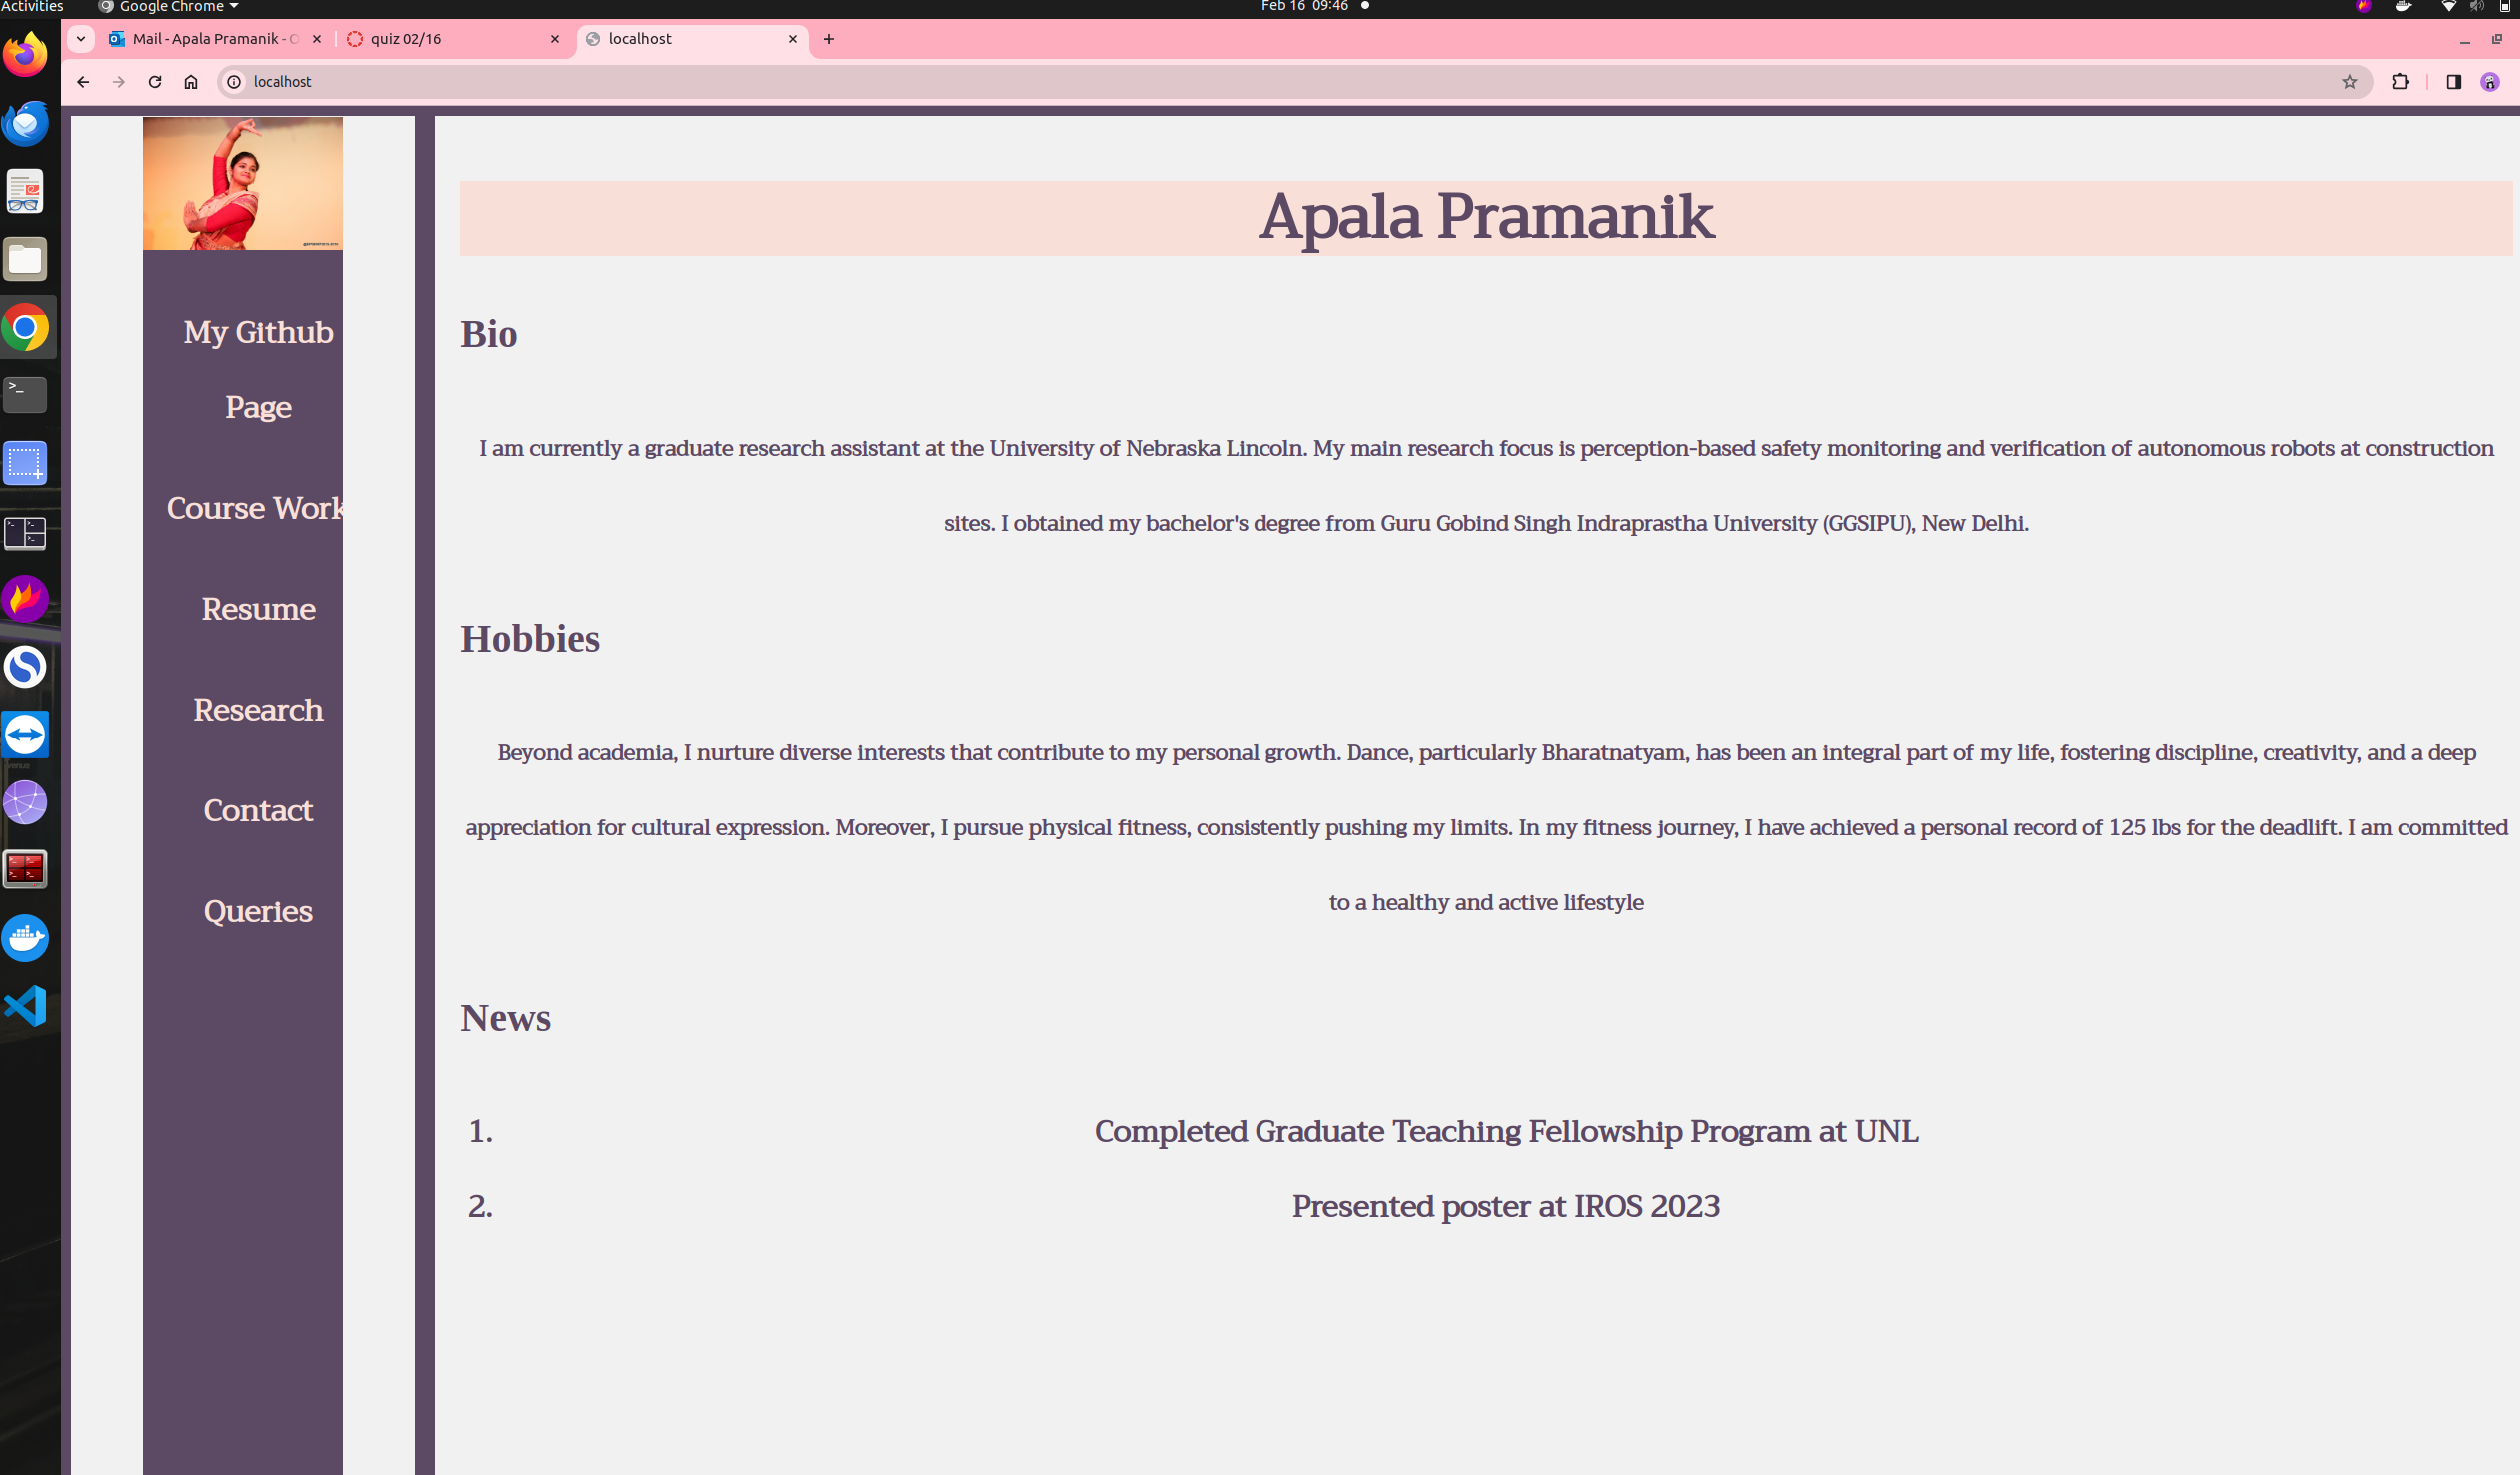 Activities
Google Chrome
Feb 16 09:46
Mail - Apala Pramanik - O
quiz 02/16
localhost
localhost
My Github
Page
Course Work
Resume
Research
Contact
Queries
Apala Pramanik
Bio
I am currently a graduate research assistant at the University of Nebraska Lincoln. My main research focus is perception-based safety monitoring and verification of autonomous robots at construction
sites. I obtained my bachelor's degree from Guru Gobind Singh Indraprastha University (GGSIPU), New Delhi.
Hobbies
Beyond academia, I nurture diverse interests that contribute to my personal growth. Dance, particularly Bharatnatyam, has been an integral part of my life, fostering discipline, creativity, and a deep
appreciation for cultural expression. Moreover, I pursue physical fitness, consistently pushing my limits. In my fitness journey, I have achieved a personal record of 125 lbs for the deadlift. I am committed
to a healthy and active lifestyle
News
1. Completed Graduate Teaching Fellowship Program at UNL
2. Presented poster at IROS 2023